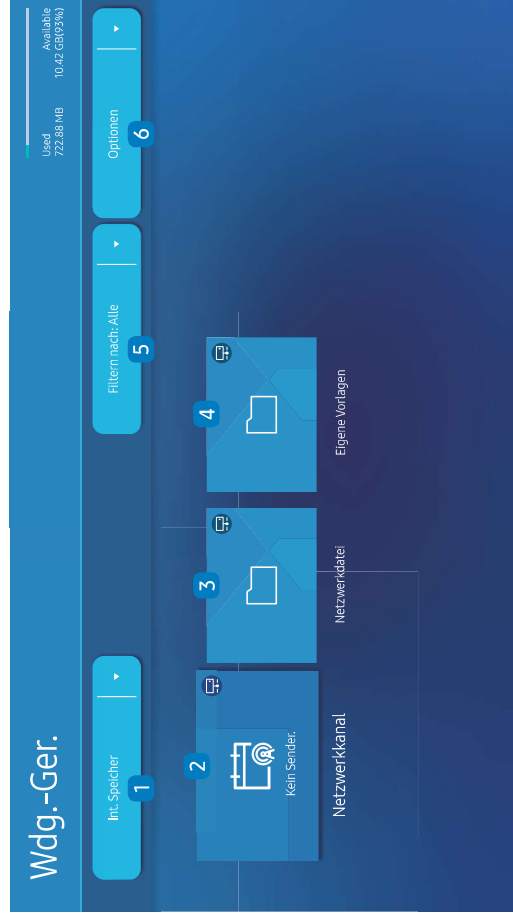 Wdg.-Ger.
Used
722.88 MB
Available
10.42 GB(93%)
Int. Speicher
1
Filtern nach: Alle
5
Optionen
6
2
Kein Sender.
Netzwerkkanal
3
Netzwerkdatei
4
Eigene Vorlagen